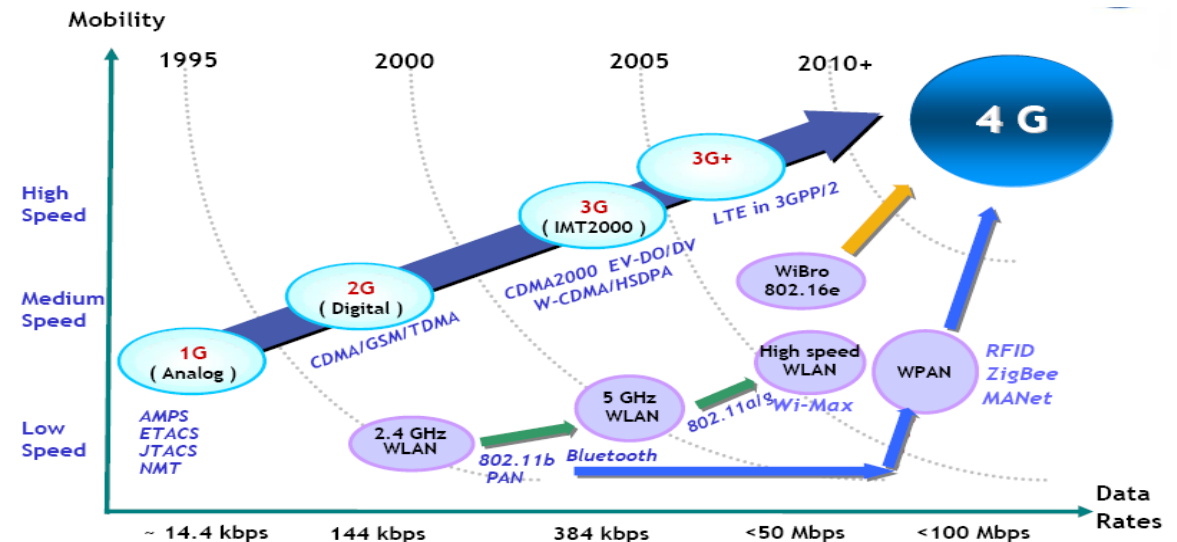 Mobility
1995
2000
2005
2010+
4 G
High
Speed
Medium
Speed
Low
Speed
3G+
LTE in 3GPP/2
3G
( IMT2000 )
CDMA2000 EV-DO/DV
W-CDMA/HSDPA
2G
( Digital )
CDMA/GSM/TDMA
1G
( Analog )
AMPS
ETACS
JTACS
NMT
WiBro
802.16e
High speed
WLAN
Wi-Max
WPAN
RFID
ZigBee
MANet
5 GHz
WLAN
802.11a/g
2.4 GHz
WLAN
802.11b
PAN
Bluetooth
Data
Rates
~ 14.4 kbps
144 kbps
384 kbps
<50 Mbps
<100 Mbps